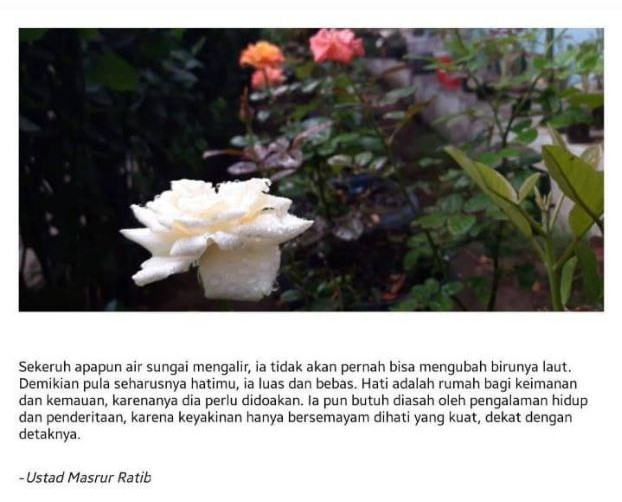 Sekeruh apapun air sungai mengalir, ia tidak akan pernah bisa mengubah birunya laut.
Demikian pula seharusnya hatimu, ia luas dan bebas. Hati adalah rumah bagi keimanan
dan kemauan, karenanya dia perlu didoakan. Ia pun butuh diasah oleh pengalaman hidup
dan penderitaan, karena keyakinan hanya bersemayam dihati yang kuat, dekat dengan
detaknya.
-Ustad Masrur Ratib